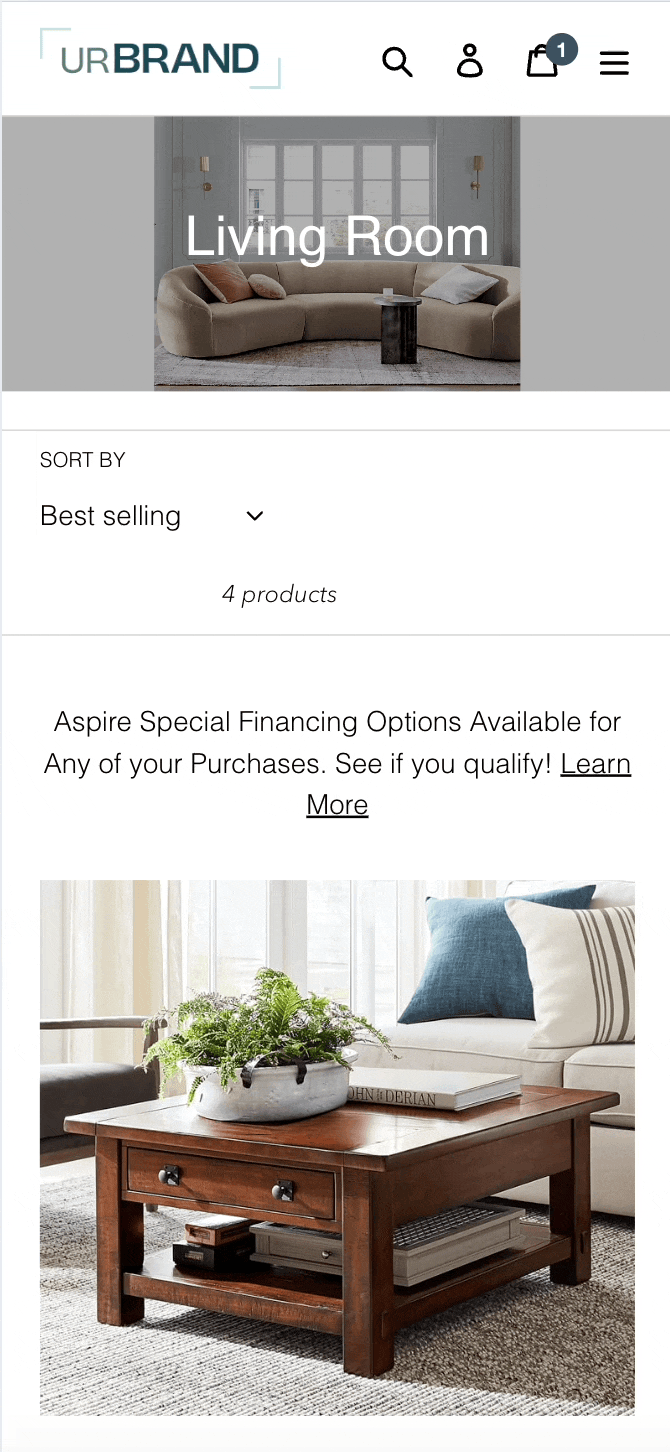 URBRAND
1
Living Room
SORT BY
Best selling
4 products
Aspire Special Financing Options Available for
Any of your Purchases. See if you qualify! Learn
More
JOHN DERIAN